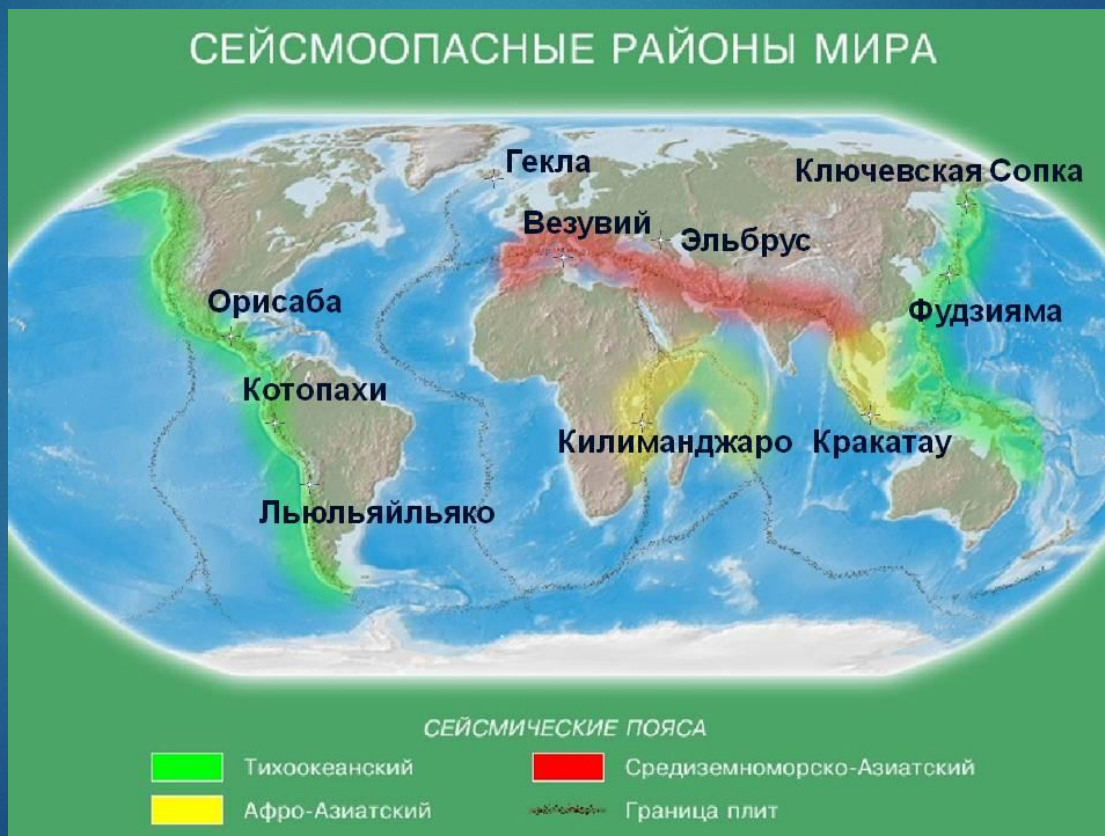 СЕЙСМООПАСНЫЕ РАЙОНЫ МИРА
Гекла
Ключевская Сопка
Везувий
Эльбрус
Орисаба
Фудзияма
Котопахи
Килиманджаро
Кракатау
Льюльяйльяко
СЕЙСМИЧЕСКИЕ ПОЯСА
Тихоокеанский
Средиземноморско-Азиатский
Афро-Азиатский
Граница плит